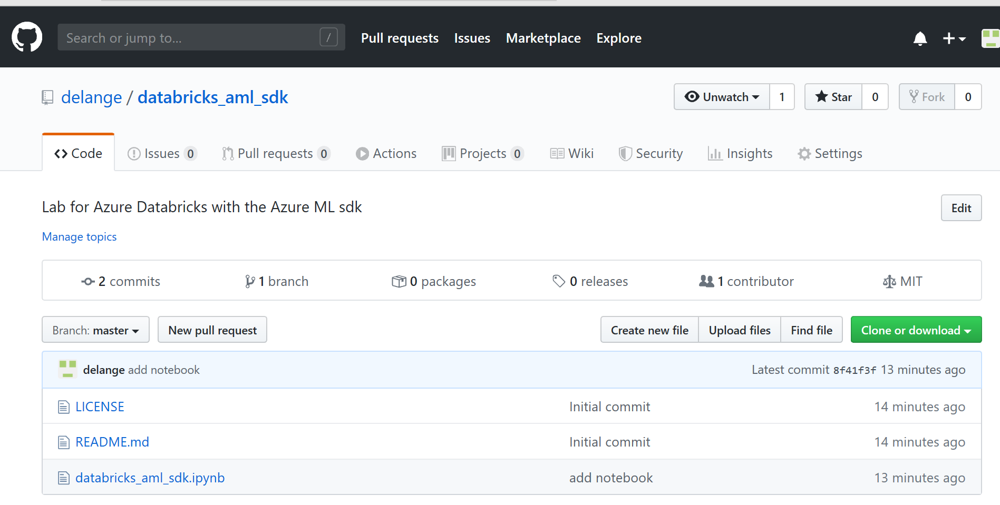 Search or jump to... / Pull requests Issues Marketplace Explore
delange / databricks_aml_sdk Unwatch 1 Star 0 Fork 0
Code Issues 0 Pull requests 0 Actions Projects 0 Wiki Security Insights Settings
Lab for Azure Databricks with the Azure ML sdk Edit
Manage topics
2 commits 1 branch 0 packages 0 releases 1 contributor MIT
Branch: master New pull request Create new file Upload files Find file Clone or download
delange add notebook Latest commit 8f41f3f 13 minutes ago
LICENSE Initial commit 14 minutes ago
README.md Initial commit 14 minutes ago
databricks_aml_sdk.ipynb add notebook 13 minutes ago